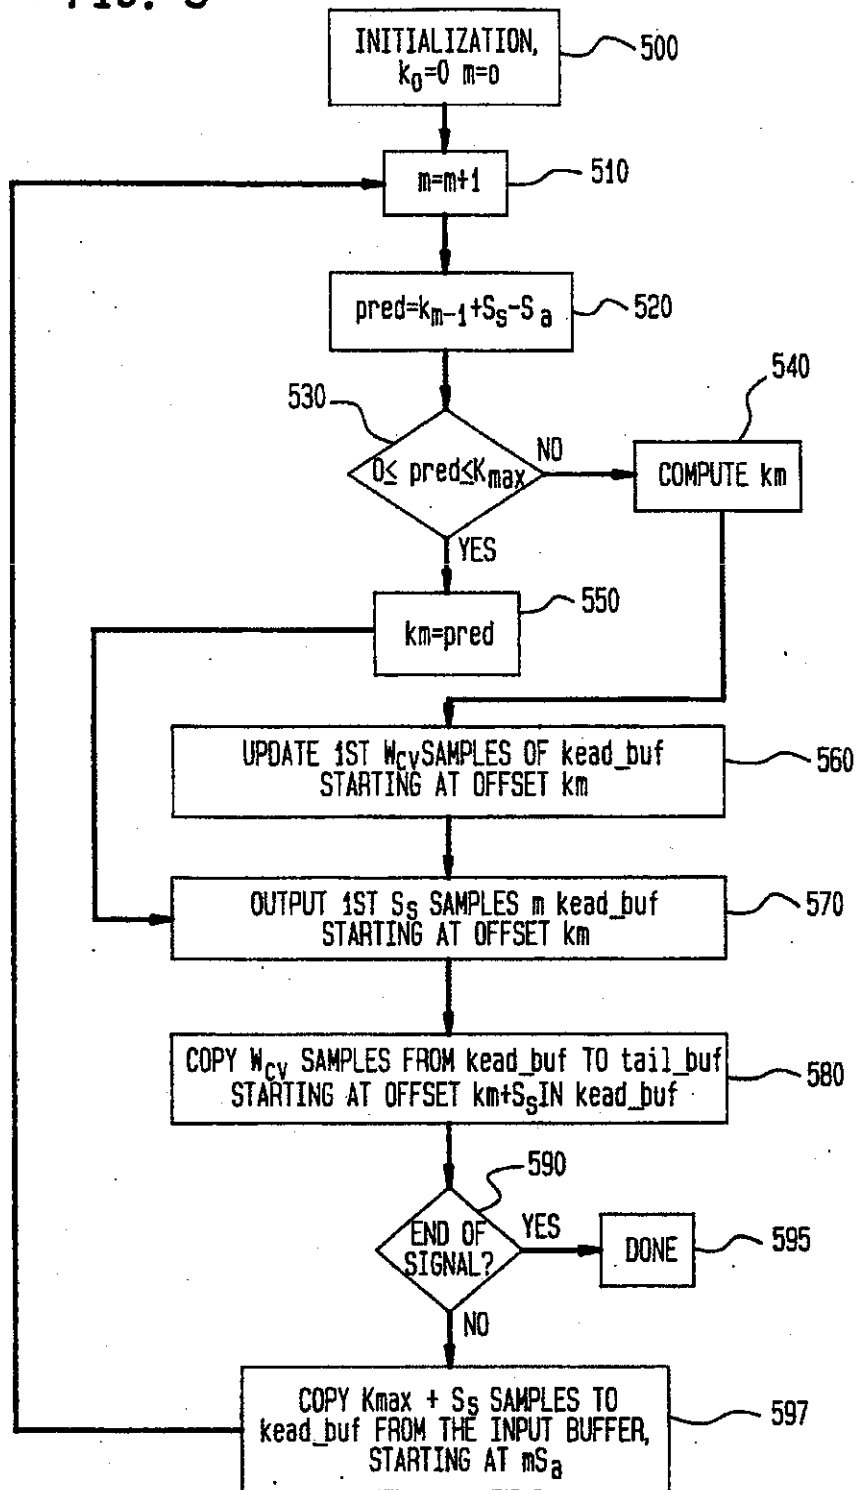 INITIALIZATION,
k₀=0 m=o
500
m=m+1
510
pred=kₘ₋₁+Sₛ-Sₐ
520
530
0≤ pred≤Kmax
NO
540
COMPUTE km
YES
km=pred
550
UPDATE 1ST WCV SAMPLES OF kead_buf
STARTING AT OFFSET km
560
OUTPUT 1ST Sₛ SAMPLES m kead_buf
STARTING AT OFFSET km
570
COPY WCV SAMPLES FROM kead_buf TO tail_buf
STARTING AT OFFSET km+Sₛ IN kead_buf
580
590
END OF
SIGNAL?
YES
DONE
595
NO
COPY Kmax + Sₛ SAMPLES TO
kead_buf FROM THE INPUT BUFFER,
STARTING AT mSₐ
597